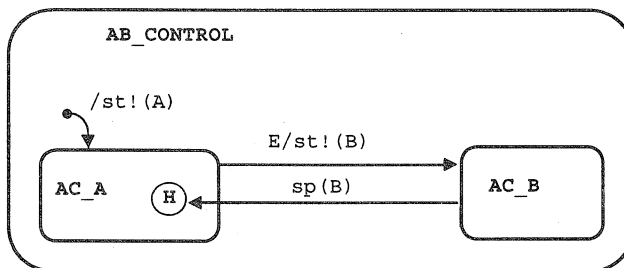 AB_CONTROL
/st!(A)
E/st!(B)
AC_A
H
AC_B
sp(B)